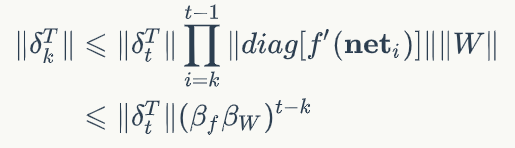 ‖δ_k^T‖ ⩽ ‖δ_t^T‖ ∏_{i=k}^{t−1} ‖diag[f′(𝐧𝐞𝐭_i)]‖‖W‖
⩽ ‖δ_t^T‖(β_f β_W)^{t−k}